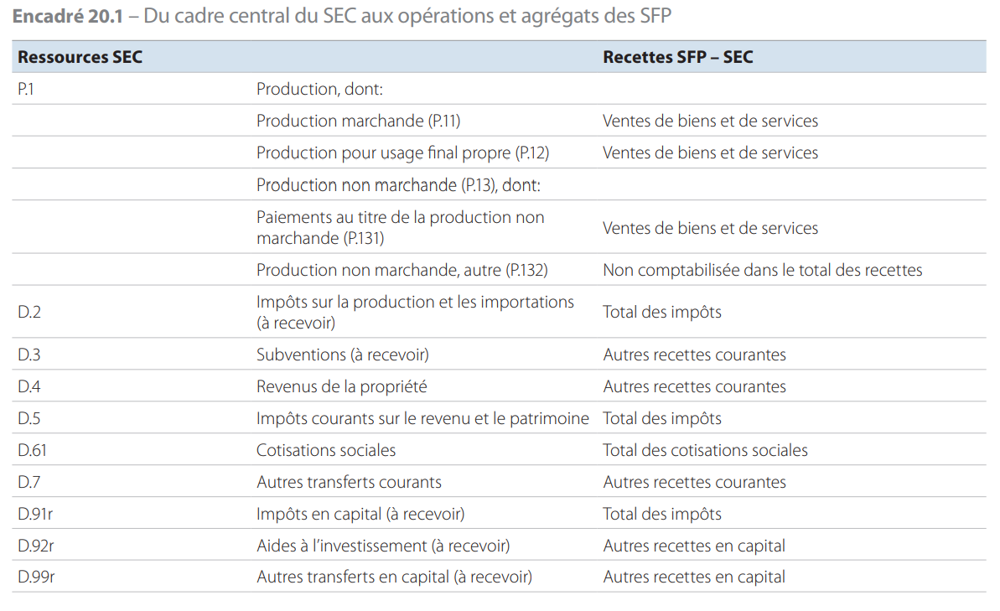 Encadré 20.1 – Du cadre central du SEC aux opérations et agrégats des SFP
Ressources SEC Recettes SFP – SEC
P.1 Production, dont:
Production marchande (P.11) Ventes de biens et de services
Production pour usage final propre (P.12) Ventes de biens et de services
Production non marchande (P.13), dont:
Paiements au titre de la production non
marchande (P.131) Ventes de biens et de services
Production non marchande, autre (P.132) Non comptabilisée dans le total des recettes
D.2 Impôts sur la production et les importations
(à recevoir) Total des impôts
D.3 Subventions (à recevoir) Autres recettes courantes
D.4 Revenus de la propriété Autres recettes courantes
D.5 Impôts courants sur le revenu et le patrimoine Total des impôts
D.61 Cotisations sociales Total des cotisations sociales
D.7 Autres transferts courants Autres recettes courantes
D.91r Impôts en capital (à recevoir) Total des impôts
D.92r Aides à l’investissement (à recevoir) Autres recettes en capital
D.99r Autres transferts en capital (à recevoir) Autres recettes en capital